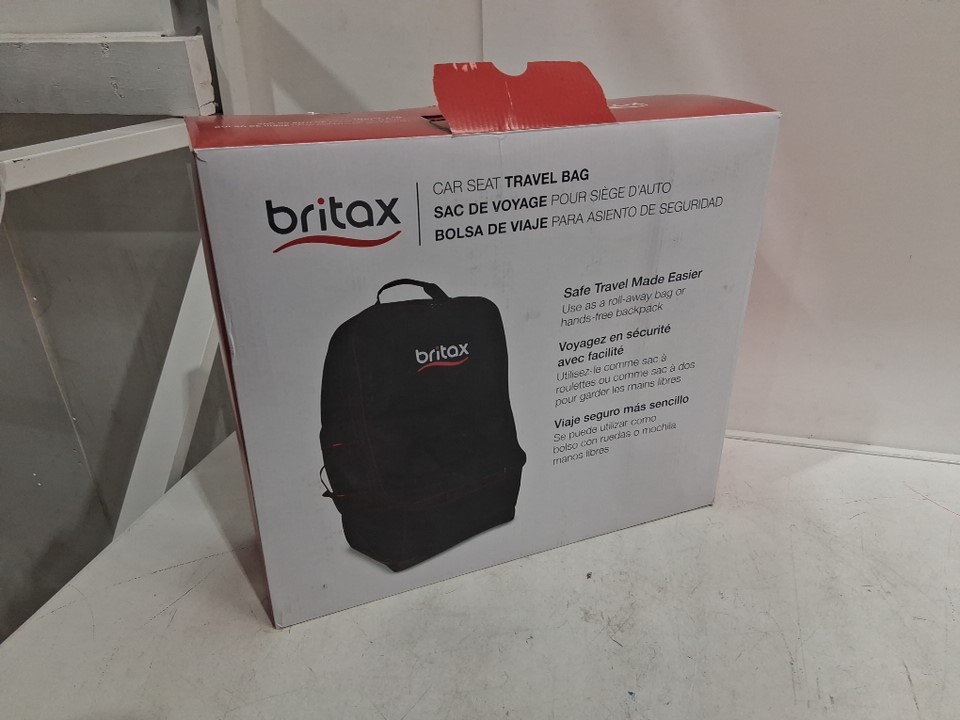 britax
CAR SEAT TRAVEL BAG
SAC DE VOYAGE POUR SIÈGE D'AUTO
BOLSA DE VIAJE PARA ASIENTO DE SEGURIDAD
Safe Travel Made Easier
Use as a roll-away bag or
hands-free backpack
Voyagez en sécurité
avec facilité
Utilisez-le comme sac à
roulettes ou comme sac à dos
pour garder les mains libres
Viaje seguro más sencillo
Se puede utilizar como
bolso con ruedas o mochila
manos libres
britax